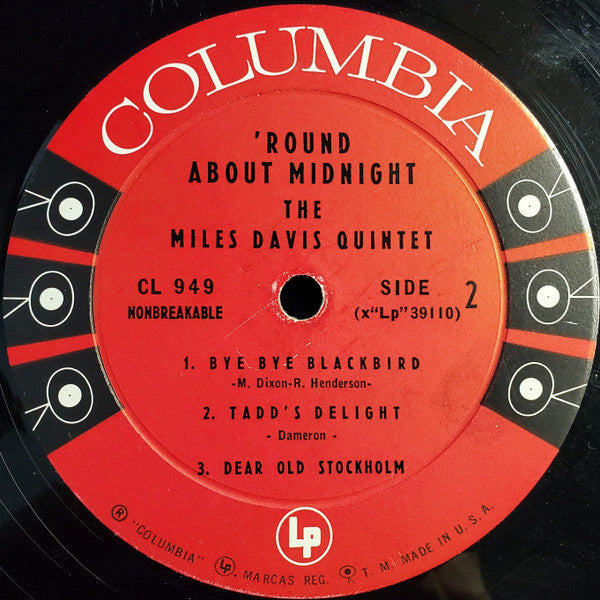 COLUMBIA
'ROUND
ABOUT MIDNIGHT
THE
MILES DAVIS QUINTET
CL 949
NONBREAKABLE
SIDE 2
(x"Lp"39110)
1. BYE BYE BLACKBIRD
-M. Dixon-R. Henderson-
2. TADD'S DELIGHT
- Dameron -
3. DEAR OLD STOCKHOLM
Lp
® "COLUMBIA" Lp. MARCAS REG. T. M. MADE IN U. S. A.